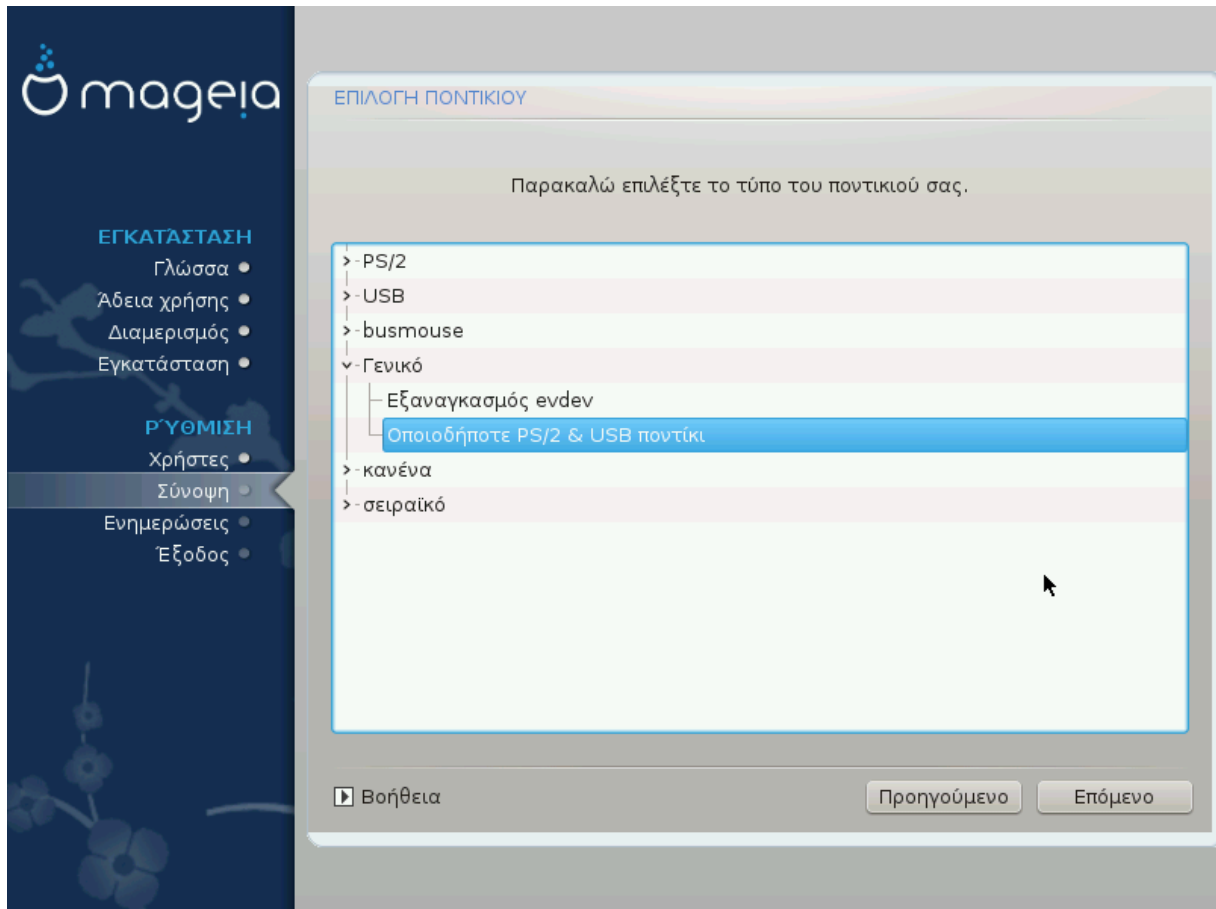 mageia
ΕΓΚΑΤΆΣΤΑΣΗ
Γλώσσα
Άδεια χρήσης
Διαμερισμός
Εγκατάσταση
ΡΎΘΜΙΣΗ
Χρήστες
Σύνοψη
Ενημερώσεις
Έξοδος
ΕΠΙΛΟΓΗ ΠΟΝΤΙΚΙΟΥ
Παρακαλώ επιλέξτε το τύπο του ποντικιού σας.
PS/2
USB
busmouse
Γενικό
Εξαναγκασμός evdev
Οποιοδήποτε PS/2 & USB ποντίκι
κανένα
σειραϊκό
Βοήθεια
Προηγούμενο
Επόμενο